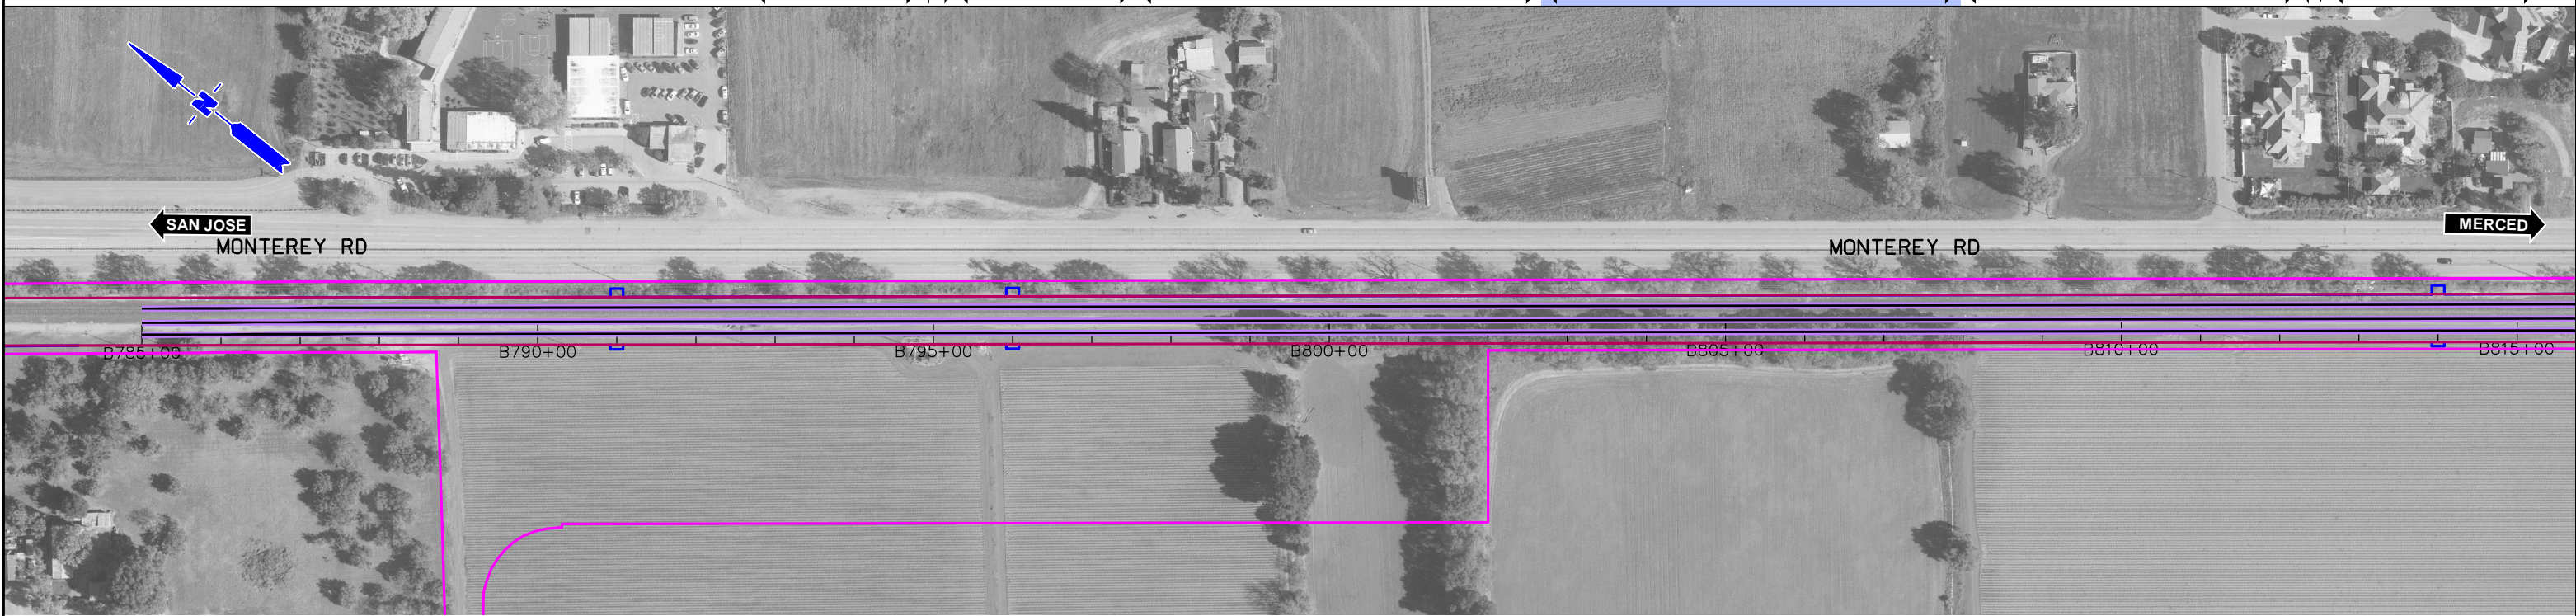 N
SAN JOSE
MERCED
MONTEREY RD
MONTEREY RD
B785+00
B790+00
B795+00
B800+00
B805+00
B810+00
B815+00